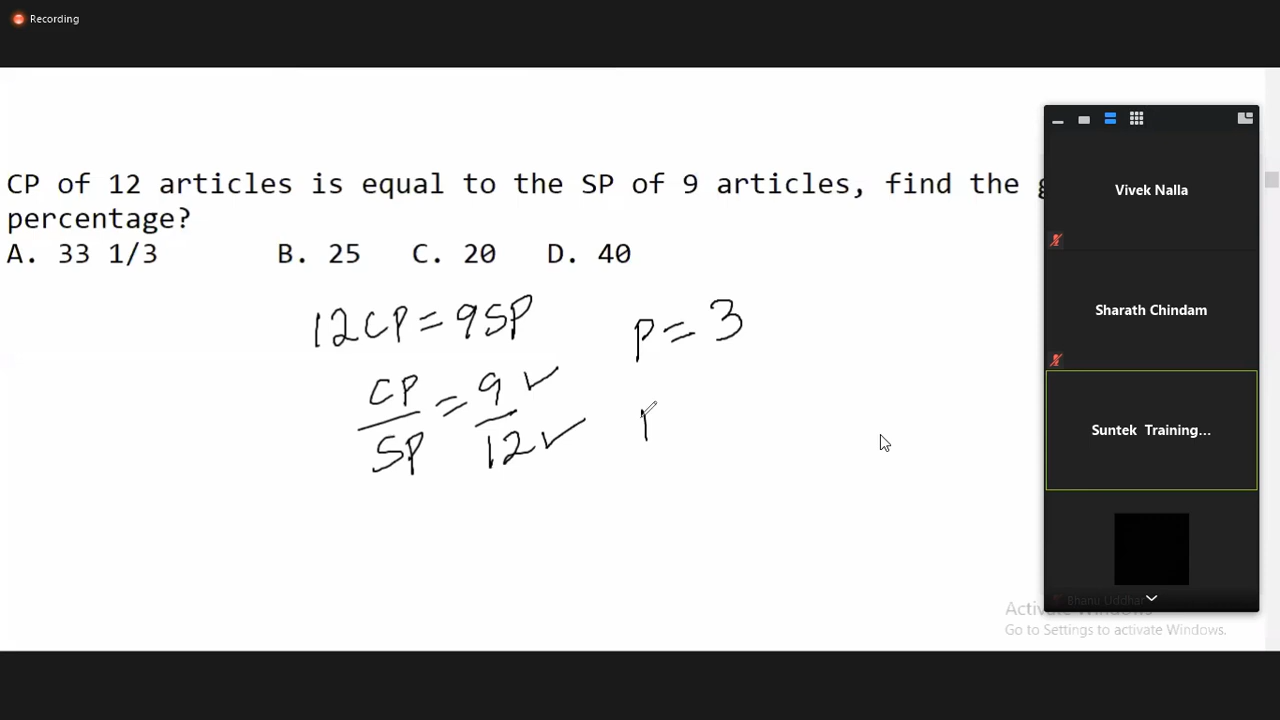 Recording
CP of 12 articles is equal to the SP of 9 articles, find the
percentage?
A. 33 1/3 B. 25 C. 20 D. 40
12CP = 9SP
P = 3
CP/SP = 9/12
Vivek Nalla
Sharath Chindam
Suntek Training...
Bhanu Uddhar
Activate Windows
Go to Settings to activate Windows.